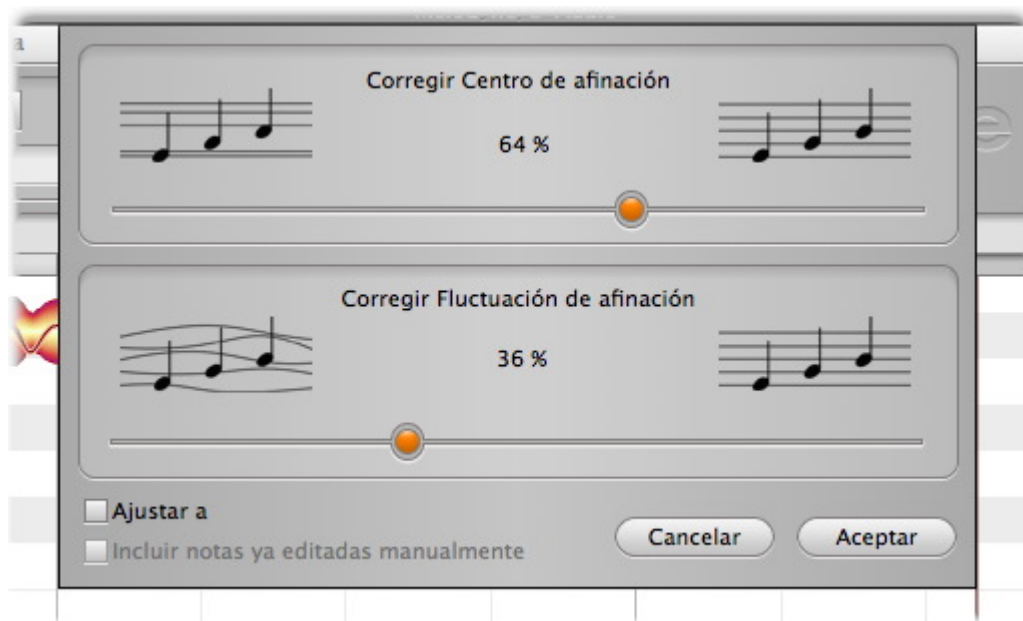 a
Corregir Centro de afinación
64 %
Corregir Fluctuación de afinación
36 %
Ajustar a
Incluir notas ya editadas manualmente
Cancelar
Aceptar